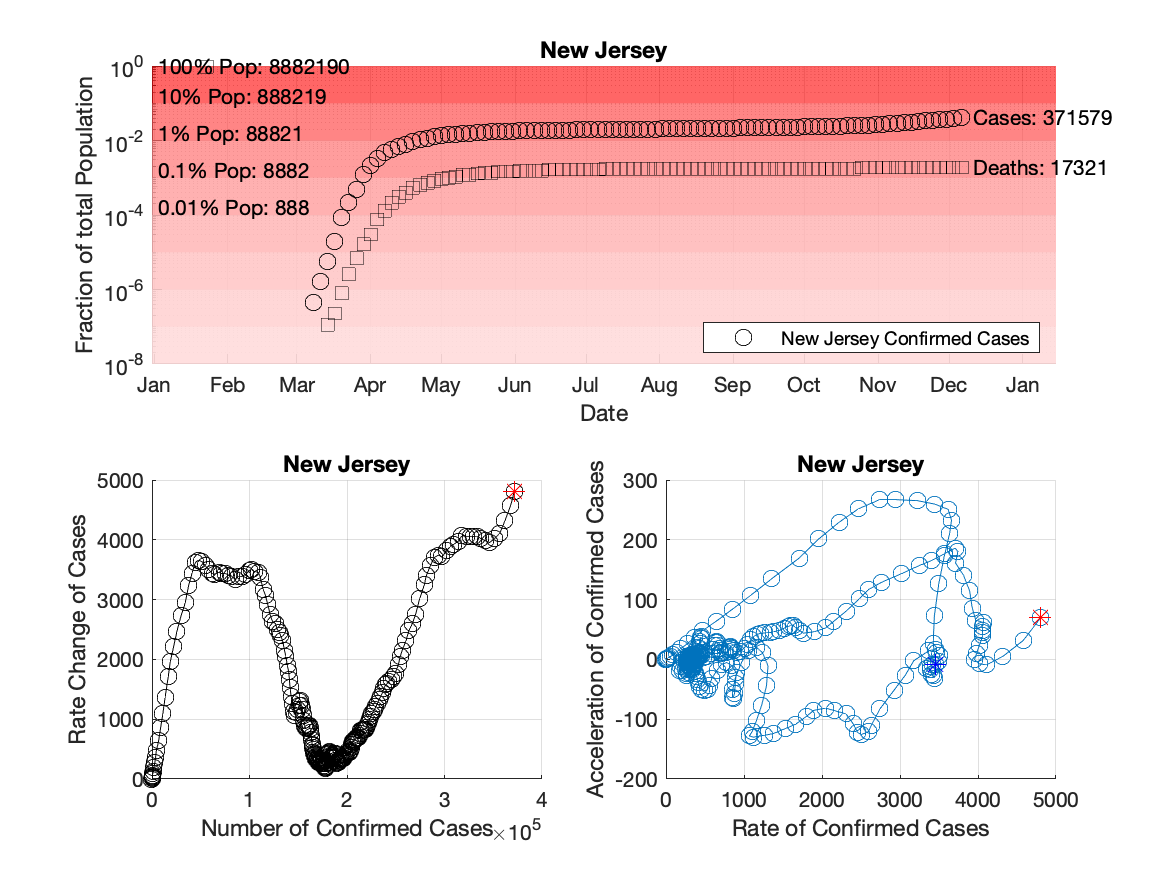 New Jersey
Fraction of total Population
10^0
10^-2
10^-4
10^-6
10^-8
100% Pop: 8882190
10% Pop: 888219
1% Pop: 88821
0.1% Pop: 8882
0.01% Pop: 888
Cases: 371579
Deaths: 17321
New Jersey Confirmed Cases
Jan Feb Mar Apr May Jun Jul Aug Sep Oct Nov Dec Jan
Date
New Jersey
Rate Change of Cases
5000
4000
3000
2000
1000
0
0 1 2 3 4
Number of Confirmed Cases ×10^5
New Jersey
Acceleration of Confirmed Cases
300
200
100
0
-100
-200
0 1000 2000 3000 4000 5000
Rate of Confirmed Cases